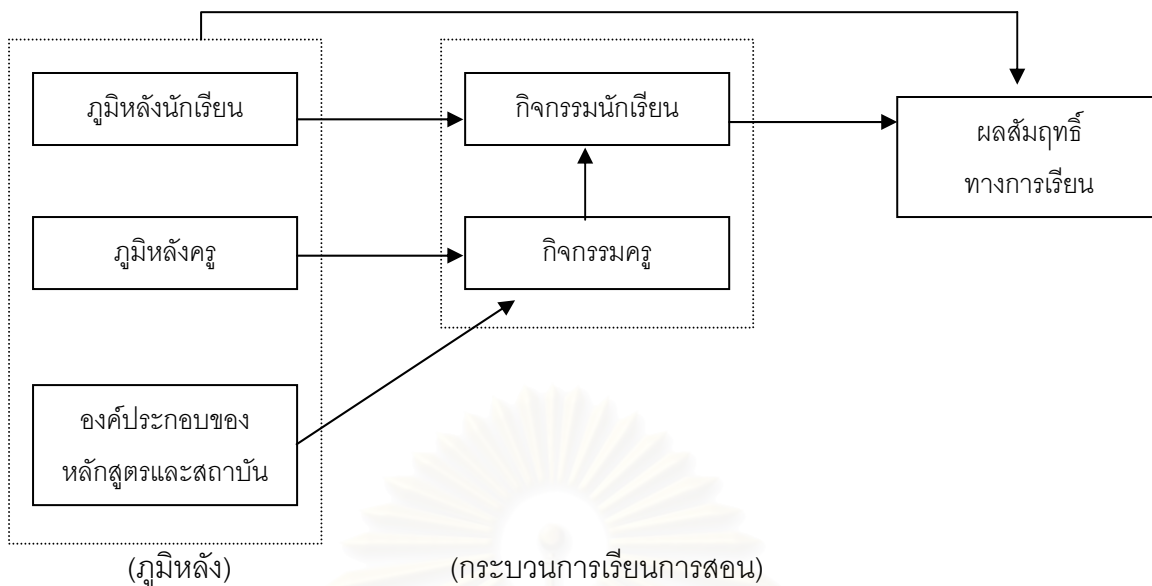 ภูมิหลังนักเรียน
กิจกรรมนักเรียน
ผลสัมฤทธิ์
ทางการเรียน
ภูมิหลังครู
กิจกรรมครู
องค์ประกอบของ
หลักสูตรและสถาบัน
(ภูมิหลัง)
(กระบวนการเรียนการสอน)